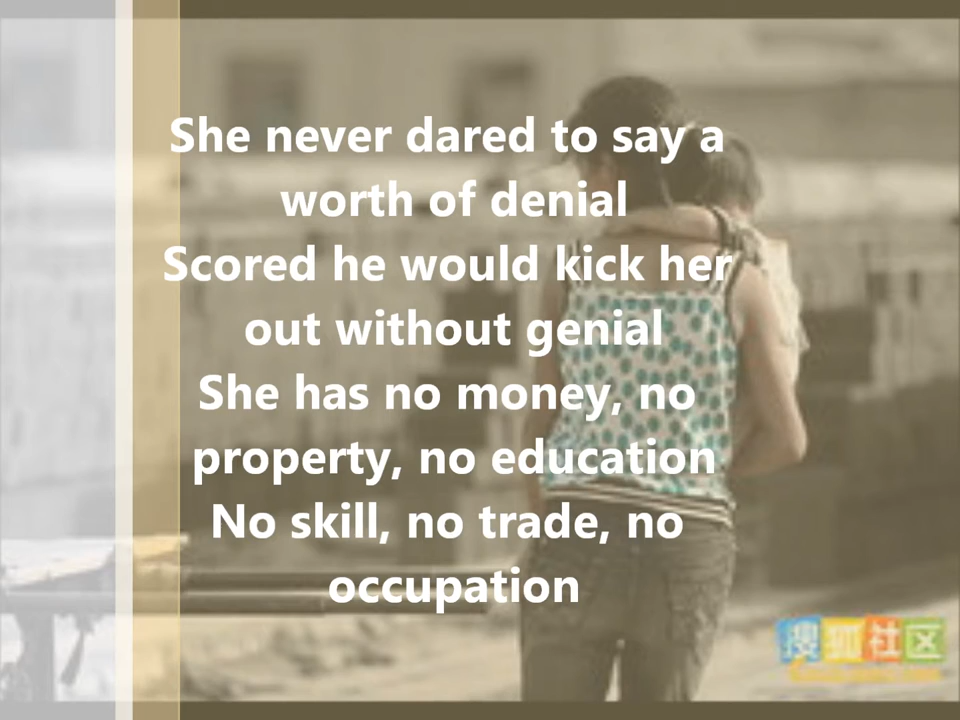 She never dared to say a
worth of denial
Scored he would kick her
out without genial
She has no money, no
property, no education
No skill, no trade, no
occupation
搜狐社区